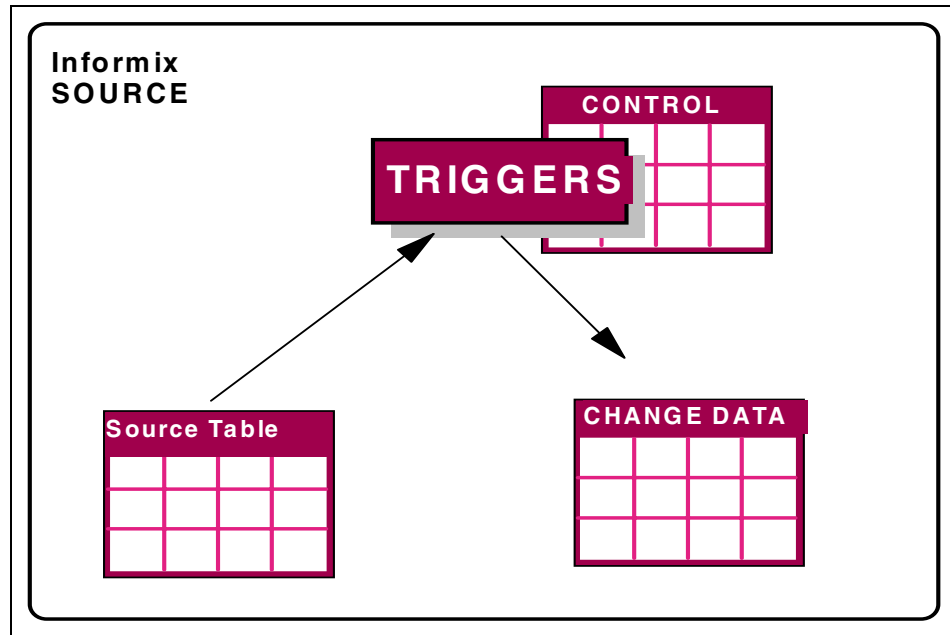 Informix
SOURCE
CONTROL
TRIGGERS
Source Table
CHANGE DATA